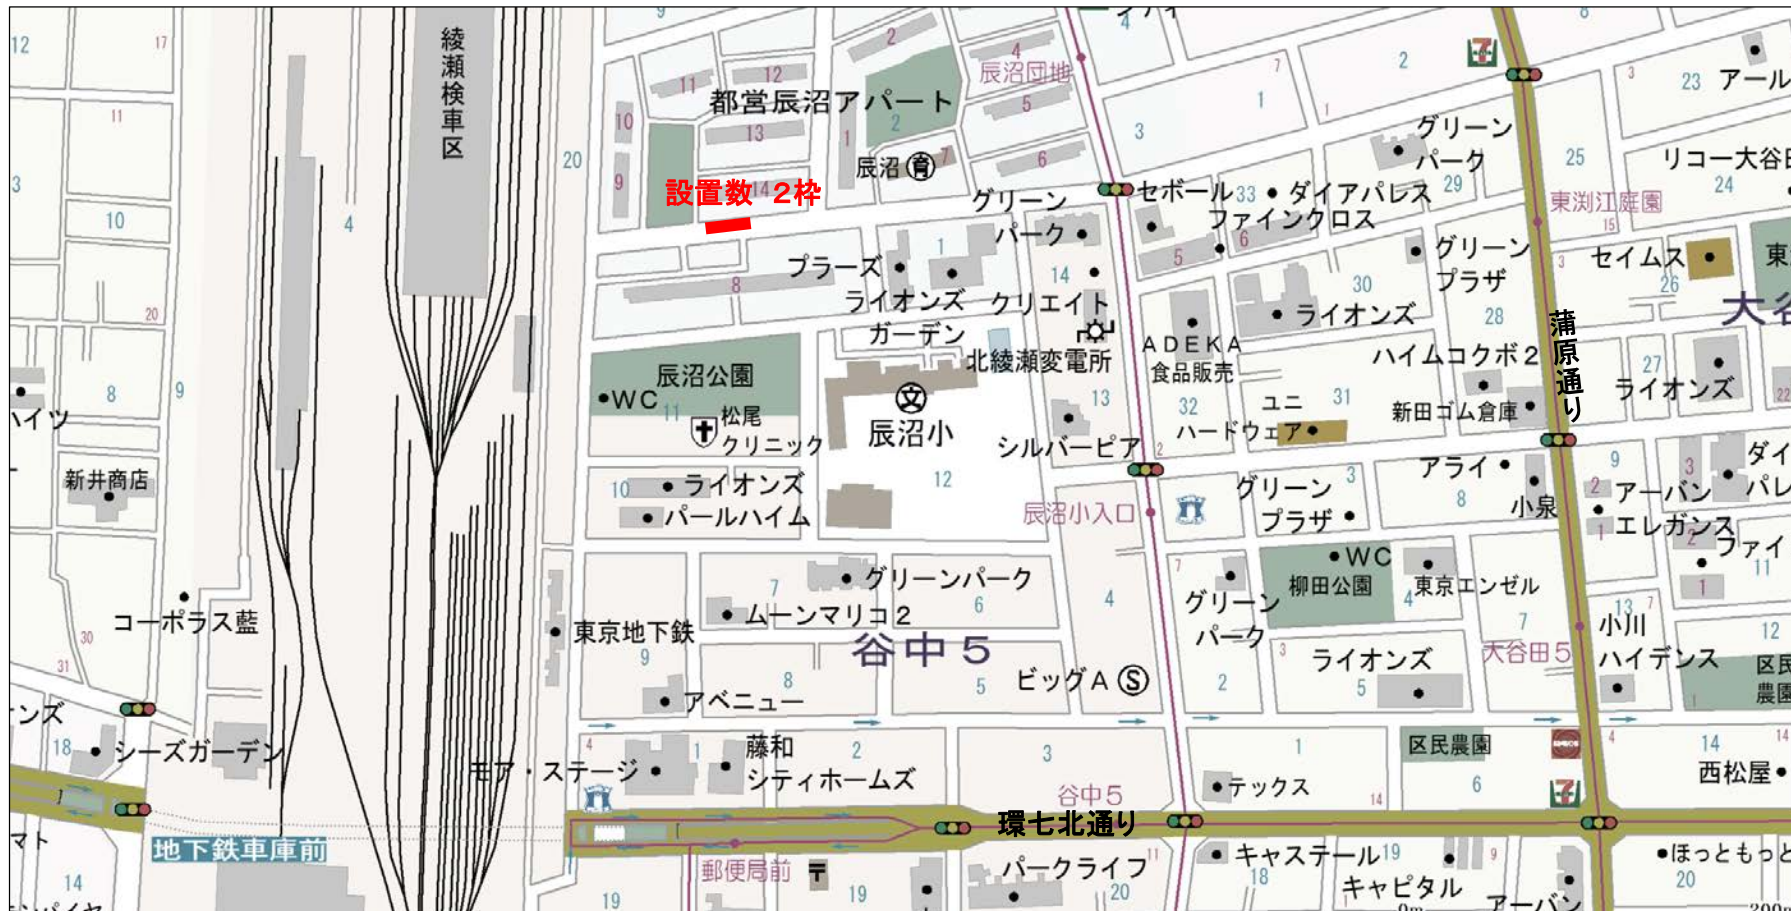 綾瀬検車区
都営辰沼アパート
辰沼団地
辰沼
育
設置数 2枠
グリーン
パーク
セボール
ダイアパレス
ファインクロス
グリーン
パーク
アール
リコー大谷田
東渕江庭園
セイムス
グリーン
プラザ
プラーズ
ライオンズ
ガーデン
クリエイト
北綾瀬変電所
ADEKA
食品販売
ライオンズ
ハイムコクボ2
新田ゴム倉庫
蒲原通り
ライオンズ
辰沼公園
WC
松尾
クリニック
文
辰沼小
シルバーピア
ユニ
ハードウェア
ハイツ
新井商店
ライオンズ
パールハイム
辰沼小入口
グリーン
プラザ
アライ
小泉
アーバン
エレガンス
WC
柳田公園
東京エンゼル
グリーン
パーク
コーポラス藍
グリーンパーク
ムーンマリコ2
東京地下鉄
谷中5
ビッグA
S
アベニュー
ライオンズ
大谷田5
小川
ハイデンス
区民
農園
シーズガーデン
モア・ステージ
藤和
シティホームズ
区民農園
テックス
西松屋
谷中5
環七北通り
地下鉄車庫前
郵便局前
〒
パークライフ
キャステール
キャピタル
アーバン
ほっともっと